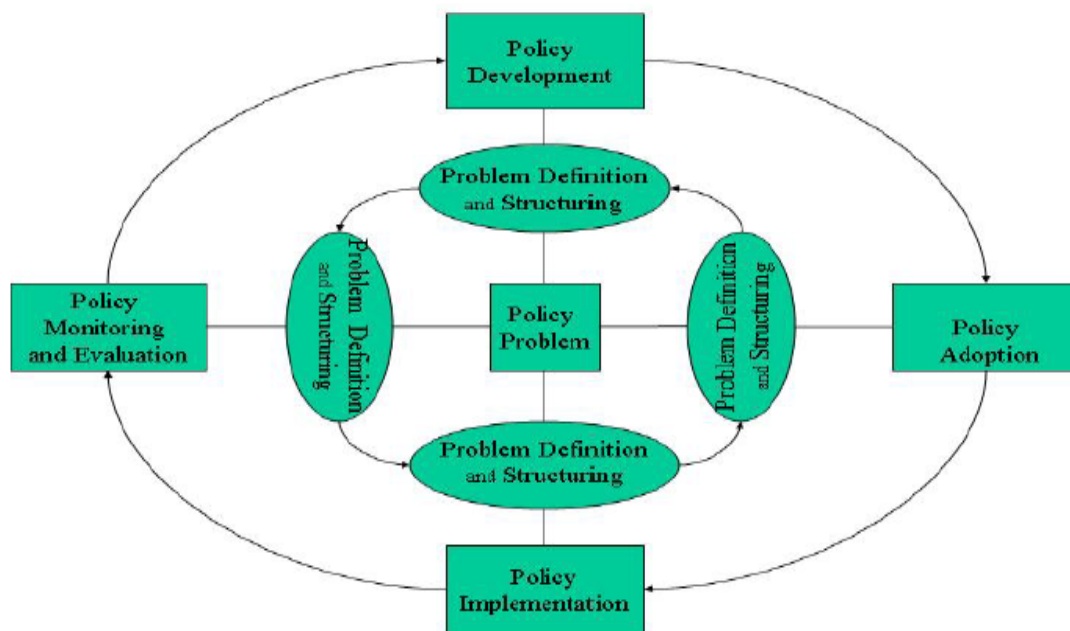 Policy
Development
Problem Definition
and Structuring
Problem Definition
and Structuring
Policy
Monitoring
and Evaluation
Policy
Problem
Problem Definition
and Structuring
Policy
Adoption
Problem Definition
and Structuring
Policy
Implementation